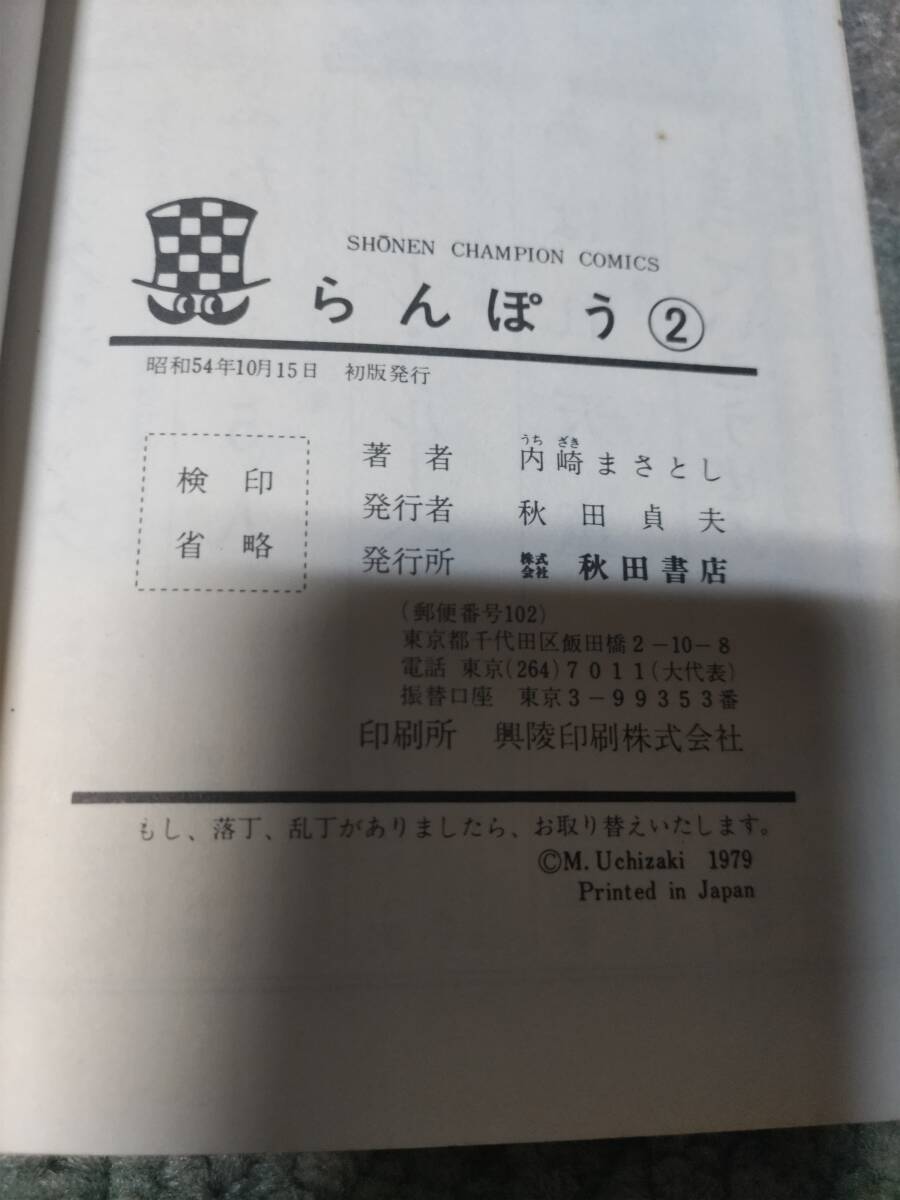 SHŌNEN CHAMPION COMICS
らんぽう②
昭和54年10月15日 初版発行
検印
省略
著者 内崎まさとし
うち ざき
発行者 秋田貞夫
発行所 株式会社 秋田書店
(郵便番号102)
東京都千代田区飯田橋2-10-8
電話 東京(264)7011(大代表)
振替口座 東京3-99353番
印刷所 興陵印刷株式会社
もし、落丁、乱丁がありましたら、お取り替えいたします。
©M. Uchizaki 1979
Printed in Japan